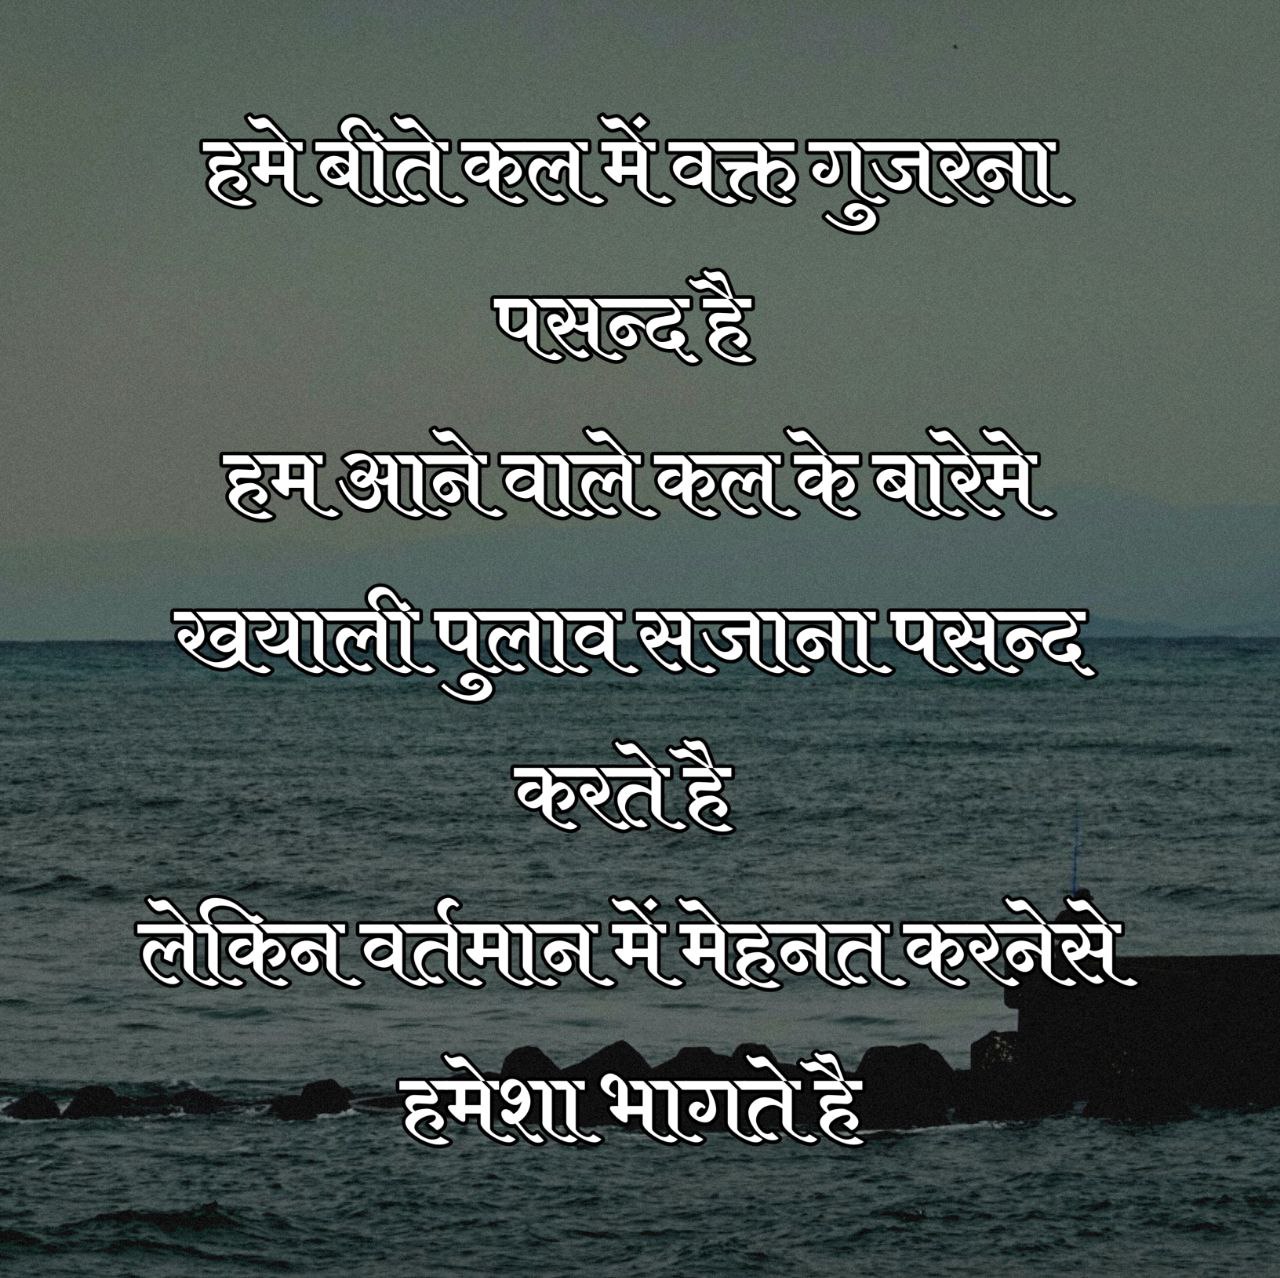 हमे बीते कल में वक्त गुजरना
पसन्द है
हम आने वाले कल के बारेमे
खयाली पुलाव सजाना पसन्द
करते है
लेकिन वर्तमान में मेहनत करनेसे
हमेशा भागते है